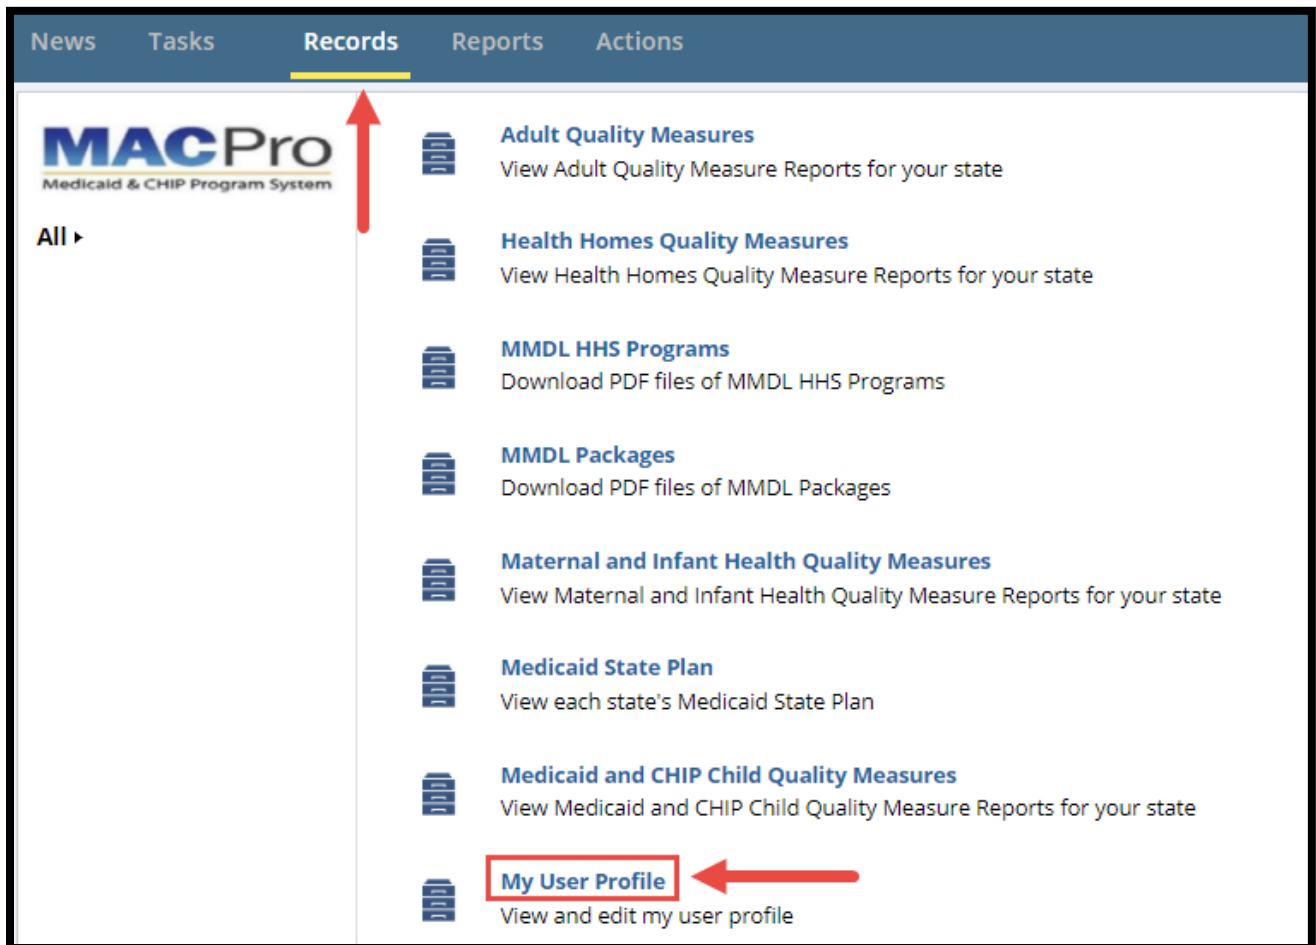 News Tasks Records Reports Actions
MACPro
Medicaid & CHIP Program System
All
Adult Quality Measures
View Adult Quality Measure Reports for your state
Health Homes Quality Measures
View Health Homes Quality Measure Reports for your state
MMDL HHS Programs
Download PDF files of MMDL HHS Programs
MMDL Packages
Download PDF files of MMDL Packages
Maternal and Infant Health Quality Measures
View Maternal and Infant Health Quality Measure Reports for your state
Medicaid State Plan
View each state's Medicaid State Plan
Medicaid and CHIP Child Quality Measures
View Medicaid and CHIP Child Quality Measure Reports for your state
My User Profile
View and edit my user profile